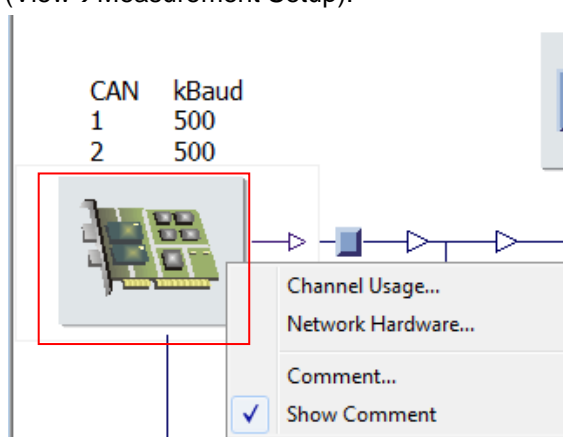 (View → Measurement Setup).
CAN kBaud
1 500
2 500
Channel Usage...
Network Hardware...
Comment...
Show Comment